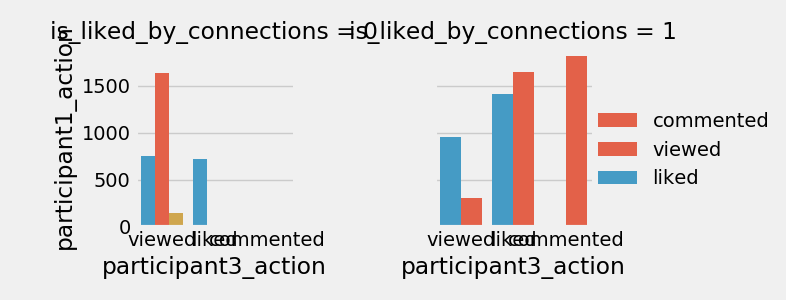 is_liked_by_connections = 0
is_liked_by_connections = 1
participant1_action
1500
1000
500
0
viewed
liked
commented
participant3_action
viewed
liked
commented
participant3_action
commented
viewed
liked